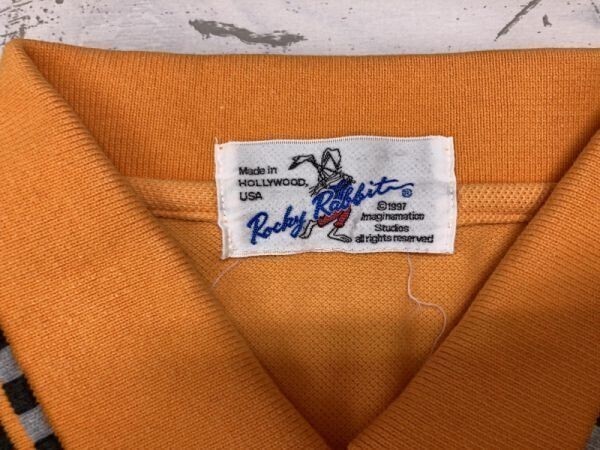 Made in
HOLLYWOOD,
USA
Rocky Rabbit ®
©1997
Imaginamation
Studios
all rights reserved